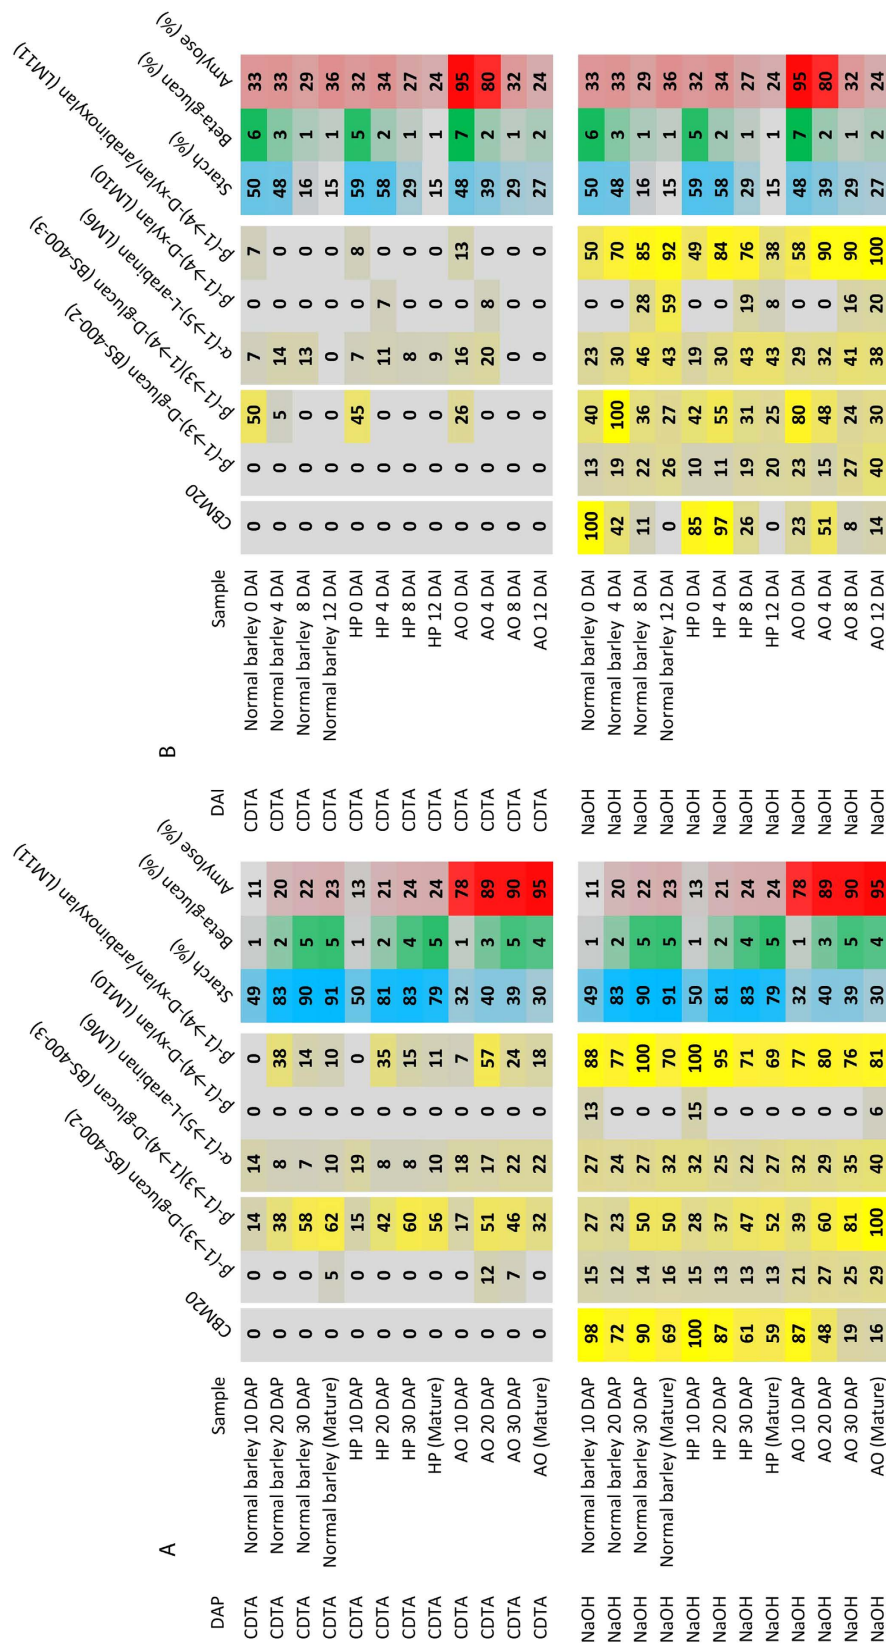 A
DAP Sample CBM20 β-(1→3)-D-glucan (BS-400-2) β-(1→3)(1→4)-D-glucan (BS-400-3) α-(1→5)-L-arabinan (LM6) β-(1→4)-D-xylan (LM10) β-(1→4)-D-xylan/arabinoxylan (LM11) Starch (%) Beta-glucan (%) Amylose (%)
CDTA Normal barley 10 DAP 0 0 14 14 0 0 49 1 11
CDTA Normal barley 20 DAP 0 0 38 8 0 38 83 2 20
CDTA Normal barley 30 DAP 0 0 58 7 0 14 90 5 22
CDTA Normal barley (Mature) 0 5 62 10 0 10 91 5 23
CDTA HP 10 DAP 0 0 15 19 0 0 50 1 13
CDTA HP 20 DAP 0 0 42 8 0 35 81 2 21
CDTA HP 30 DAP 0 0 60 8 0 15 83 4 24
CDTA HP (Mature) 0 0 56 10 0 11 79 5 24
CDTA AO 10 DAP 0 0 17 18 0 7 32 1 78
CDTA AO 20 DAP 0 12 51 17 0 57 40 3 89
CDTA AO 30 DAP 0 7 46 22 0 24 39 5 90
CDTA AO (Mature) 0 0 32 22 0 18 30 4 95
NaOH Normal barley 10 DAP 98 15 27 27 13 88 49 1 11
NaOH Normal barley 20 DAP 72 12 23 24 0 77 83 2 20
NaOH Normal barley 30 DAP 90 14 50 27 0 100 90 5 22
NaOH Normal barley (Mature) 69 16 50 32 0 70 91 5 23
NaOH HP 10 DAP 100 15 28 32 15 100 50 1 13
NaOH HP 20 DAP 87 13 37 25 0 95 81 2 21
NaOH HP 30 DAP 61 13 47 22 0 71 83 4 24
NaOH HP (Mature) 59 13 52 27 0 69 79 5 24
NaOH AO 10 DAP 87 21 39 32 0 77 32 1 78
NaOH AO 20 DAP 48 27 60 29 0 80 40 3 89
NaOH AO 30 DAP 19 25 81 35 0 76 39 5 90
NaOH AO (Mature) 16 29 100 40 6 81 30 4 95
B
DAI Sample CBM20 β-(1→3)-D-glucan (BS-400-2) β-(1→3)(1→4)-D-glucan (BS-400-3) α-(1→5)-L-arabinan (LM6) β-(1→4)-D-xylan (LM10) β-(1→4)-D-xylan/arabinoxylan (LM11) Starch (%) Beta-glucan (%) Amylose (%)
CDTA Normal barley 0 DAI 0 0 50 7 0 7 50 6 33
CDTA Normal barley 4 DAI 0 0 5 14 0 0 48 3 33
CDTA Normal barley 8 DAI 0 0 0 13 0 0 16 1 29
CDTA Normal barley 12 DAI 0 0 0 0 0 0 15 1 36
CDTA HP 0 DAI 0 0 45 7 0 8 59 5 32
CDTA HP 4 DAI 0 0 0 11 7 0 58 2 34
CDTA HP 8 DAI 0 0 0 8 0 0 29 1 27
CDTA HP 12 DAI 0 0 0 9 0 0 15 1 24
CDTA AO 0 DAI 0 0 26 16 0 13 48 7 95
CDTA AO 4 DAI 0 0 0 20 8 0 39 2 80
CDTA AO 8 DAI 0 0 0 0 0 0 29 1 32
CDTA AO 12 DAI 0 0 0 0 0 0 27 2 24
NaOH Normal barley 0 DAI 100 13 40 23 0 50 50 6 33
NaOH Normal barley 4 DAI 42 19 100 30 0 70 48 3 33
NaOH Normal barley 8 DAI 11 22 36 46 28 85 16 1 29
NaOH Normal barley 12 DAI 0 26 27 43 59 92 15 1 36
NaOH HP 0 DAI 85 10 42 19 0 49 59 5 32
NaOH HP 4 DAI 97 11 55 30 0 84 58 2 34
NaOH HP 8 DAI 26 19 31 43 19 76 29 1 27
NaOH HP 12 DAI 0 20 25 43 8 38 15 1 24
NaOH AO 0 DAI 23 23 80 29 0 58 48 7 95
NaOH AO 4 DAI 51 15 48 32 0 90 39 2 80
NaOH AO 8 DAI 8 27 24 41 16 90 29 1 32
NaOH AO 12 DAI 14 40 30 38 20 100 27 2 24